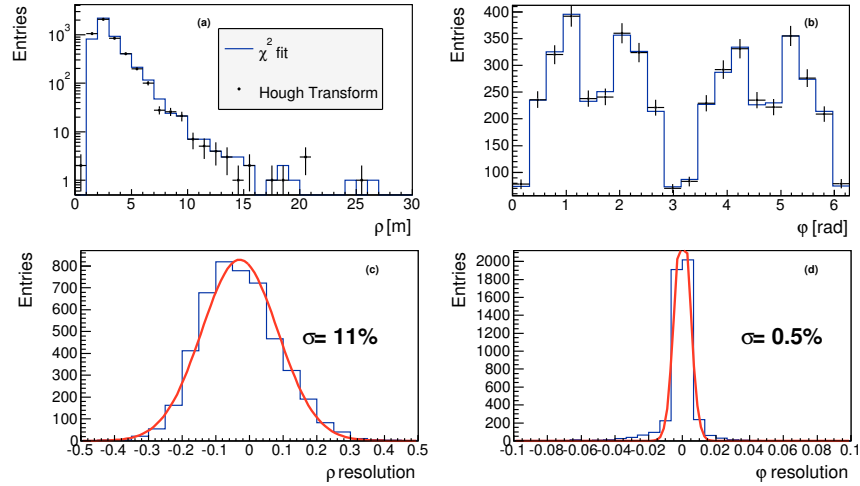 Entries
(a)
10³
10²
10
1
χ² fit
Hough Transform
0 5 10 15 20 25 30
ρ [m]
Entries
(b)
400
350
300
250
200
150
100
0 1 2 3 4 5 6
φ [rad]
Entries
(c)
800
700
600
500
400
300
200
100
0
σ= 11%
-0.5 -0.4 -0.3 -0.2 -0.1 0 0.1 0.2 0.3 0.4 0.5
ρ resolution
Entries
(d)
2000
1800
1600
1400
1200
1000
800
600
400
200
0
σ= 0.5%
-0.1 -0.08 -0.06 -0.04 -0.02 0 0.02 0.04 0.06 0.08 0.1
φ resolution